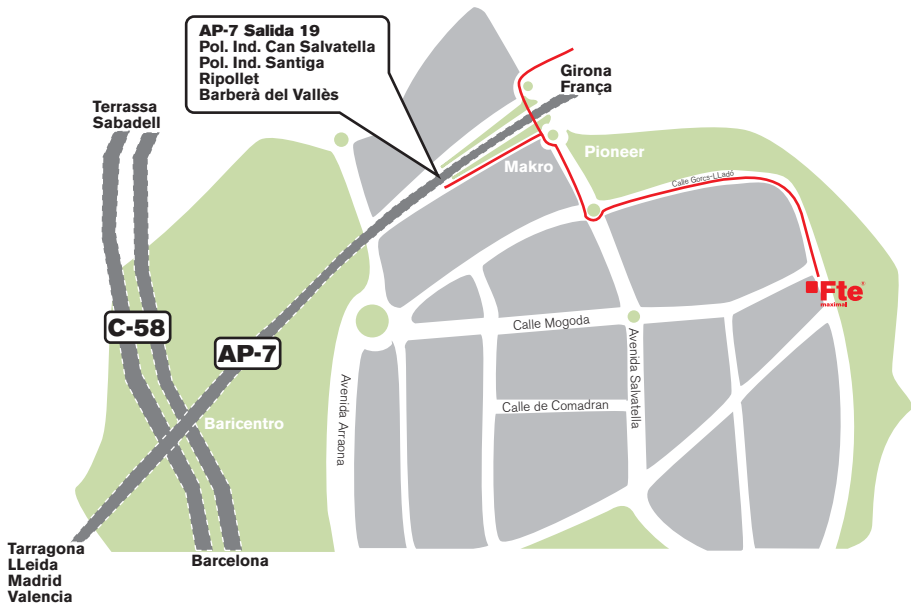 AP-7 Salida 19
Pol. Ind. Can Salvatella
Pol. Ind. Santiga
Ripollet
Barberà del Vallès
Girona
França
Terrassa
Sabadell
Pioneer
Makro
Calle Gorcs-LLadó
Fte®
maximal
C-58
Calle Mogoda
AP-7
Avenida Salvatella
Avenida Arraona
Calle de Comadran
Baricentro
Tarragona
LLeida
Madrid
Valencia
Barcelona